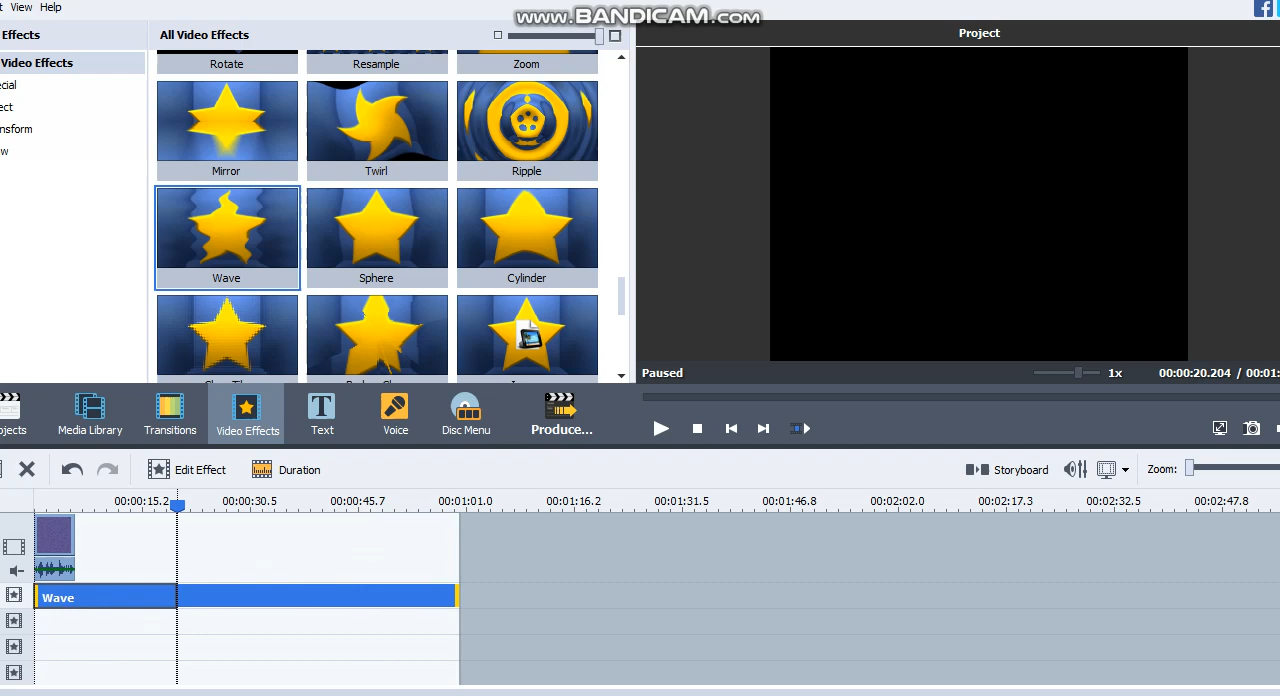 View Help
www.BANDICAM.com
Effects
All Video Effects
Project
Video Effects
Rotate
Resample
Zoom
Mirror
Twirl
Ripple
Wave
Sphere
Cylinder
Paused
1x
00:00:20.204 / 00:01:
Media Library
Transitions
Video Effects
Text
Voice
Disc Menu
Produce...
Edit Effect
Duration
Storyboard
Zoom:
00:00:15.2
00:00:30.5
00:00:45.7
00:01:01.0
00:01:16.2
00:01:31.5
00:01:46.8
00:02:02.0
00:02:17.3
00:02:32.5
00:02:47.8
Wave